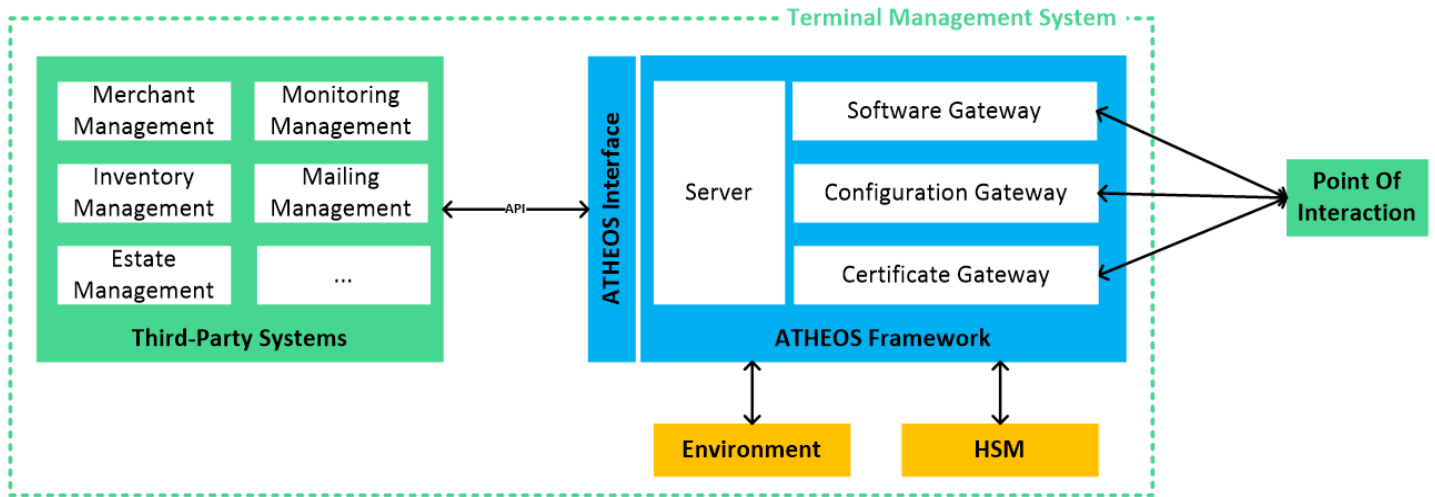 Terminal Management System
Merchant
Management
Monitoring
Management
Inventory
Management
Mailing
Management
Estate
Management
...
Third-Party Systems
API
ATHEOS Interface
Server
Software Gateway
Configuration Gateway
Certificate Gateway
ATHEOS Framework
Point Of
Interaction
Environment
HSM